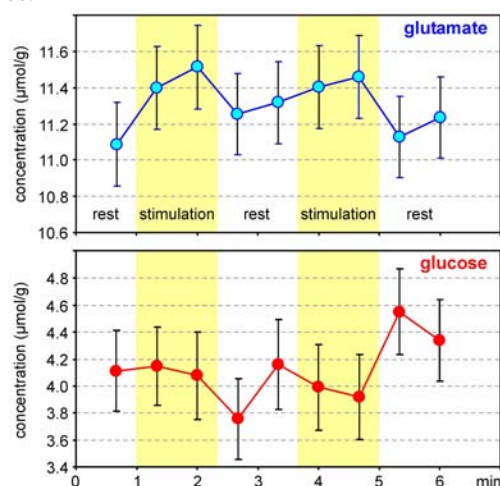 glutamate
concentration (µmol/g)
11.6
11.4
11.2
11.0
10.8
10.6
rest stimulation rest stimulation rest
glucose
concentration (µmol/g)
4.8
4.6
4.4
4.2
4.0
3.8
3.6
3.4
0 1 2 3 4 5 6 min